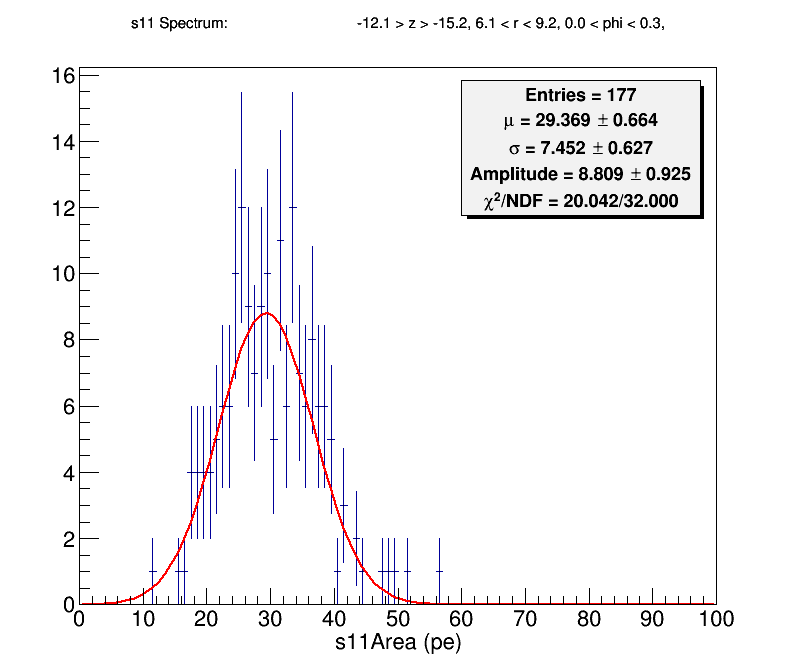 s11 Spectrum: -12.1 > z > -15.2, 6.1 < r < 9.2, 0.0 < phi < 0.3,
Entries = 177
μ = 29.369 ± 0.664
σ = 7.452 ± 0.627
Amplitude = 8.809 ± 0.925
χ²/NDF = 20.042/32.000
16
14
12
10
8
6
4
2
0
0 10 20 30 40 50 60 70 80 90 100
s11Area (pe)